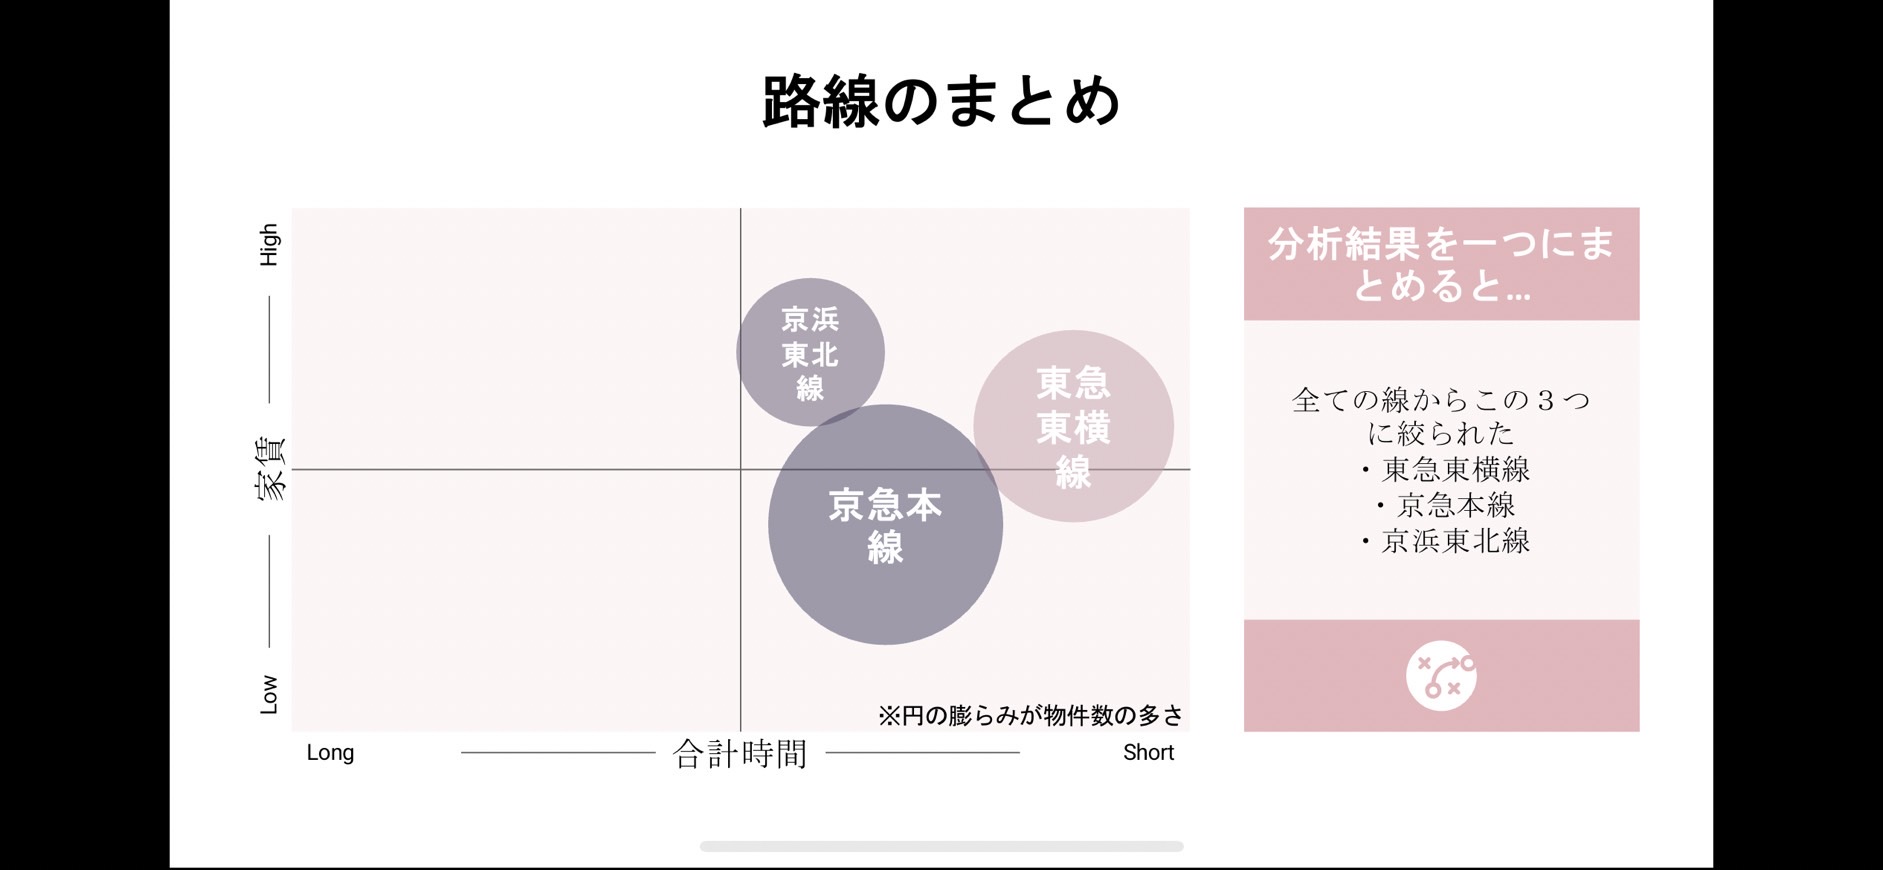 路線のまとめ
High
家賃
Low
京浜
東北
線
東急
東横
線
京急本
線
※円の膨らみが物件数の多さ
Long
合計時間
Short
分析結果を一つにま
とめると...
全ての線からこの３つ
に絞られた
・東急東横線
・京急本線
・京浜東北線